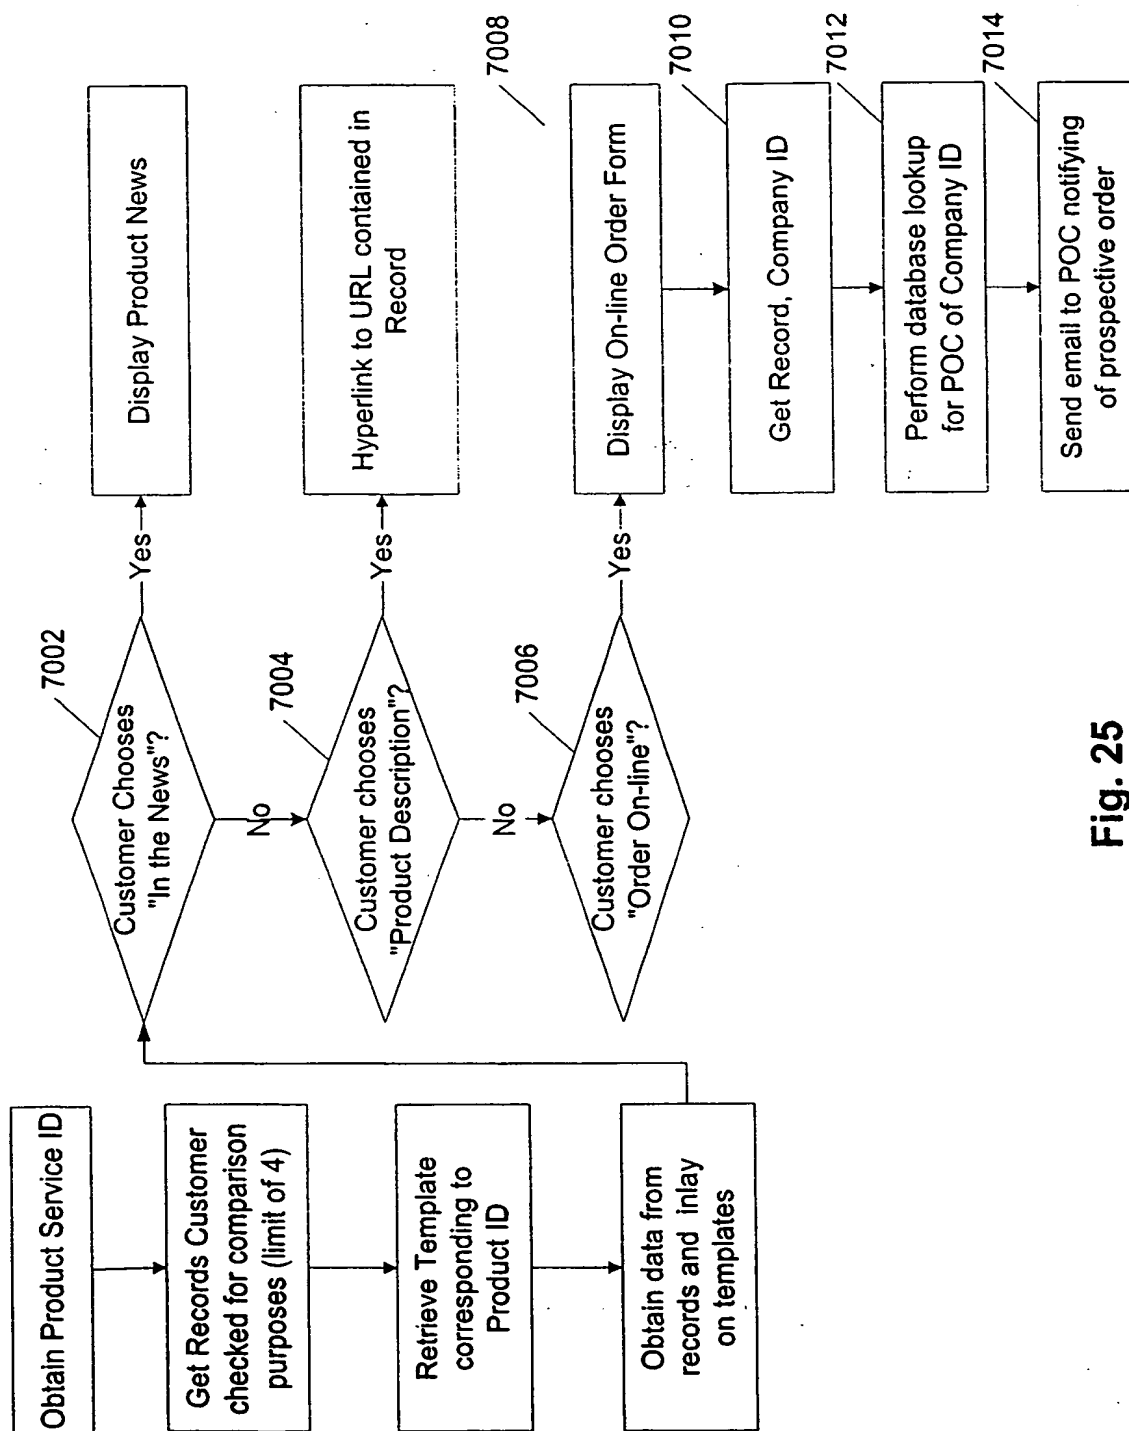 Obtain Product Service ID
Get Records Customer
checked for comparison
purposes (limit of 4)
Retrieve Template
corresponding to
Product ID
Obtain data from
records and inlay
on templates
7002
Customer Chooses
"In the News"?
Yes
Display Product News
No
7004
Customer chooses
"Product Description"?
Yes
Hyperlink to URL contained in
Record
No
7006
Customer chooses
"Order On-line"?
Yes
7008
Display On-line Order Form
7010
Get Record, Company ID
7012
Perform database lookup
for POC of Company ID
7014
Send email to POC notifying
of prospective order
Fig. 25